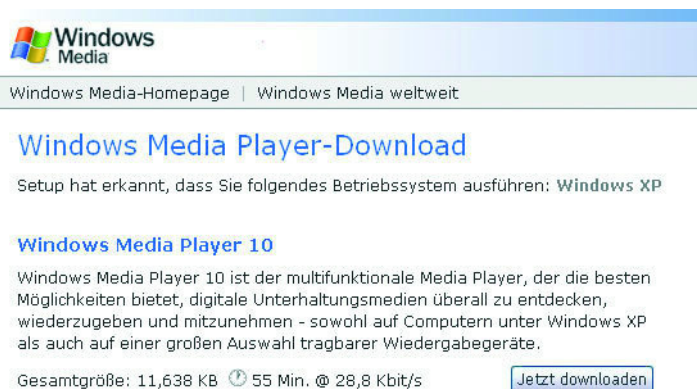 Windows
Media
Windows Media-Homepage | Windows Media weltweit
Windows Media Player-Download
Setup hat erkannt, dass Sie folgendes Betriebssystem ausführen: Windows XP
Windows Media Player 10
Windows Media Player 10 ist der multifunktionale Media Player, der die besten
Möglichkeiten bietet, digitale Unterhaltungsmedien überall zu entdecken,
wiederzugeben und mitzunehmen - sowohl auf Computern unter Windows XP
als auch auf einer großen Auswahl tragbarer Wiedergabegeräte.
Gesamtgröße: 11,638 KB 55 Min. @ 28,8 Kbit/s Jetzt downloaden